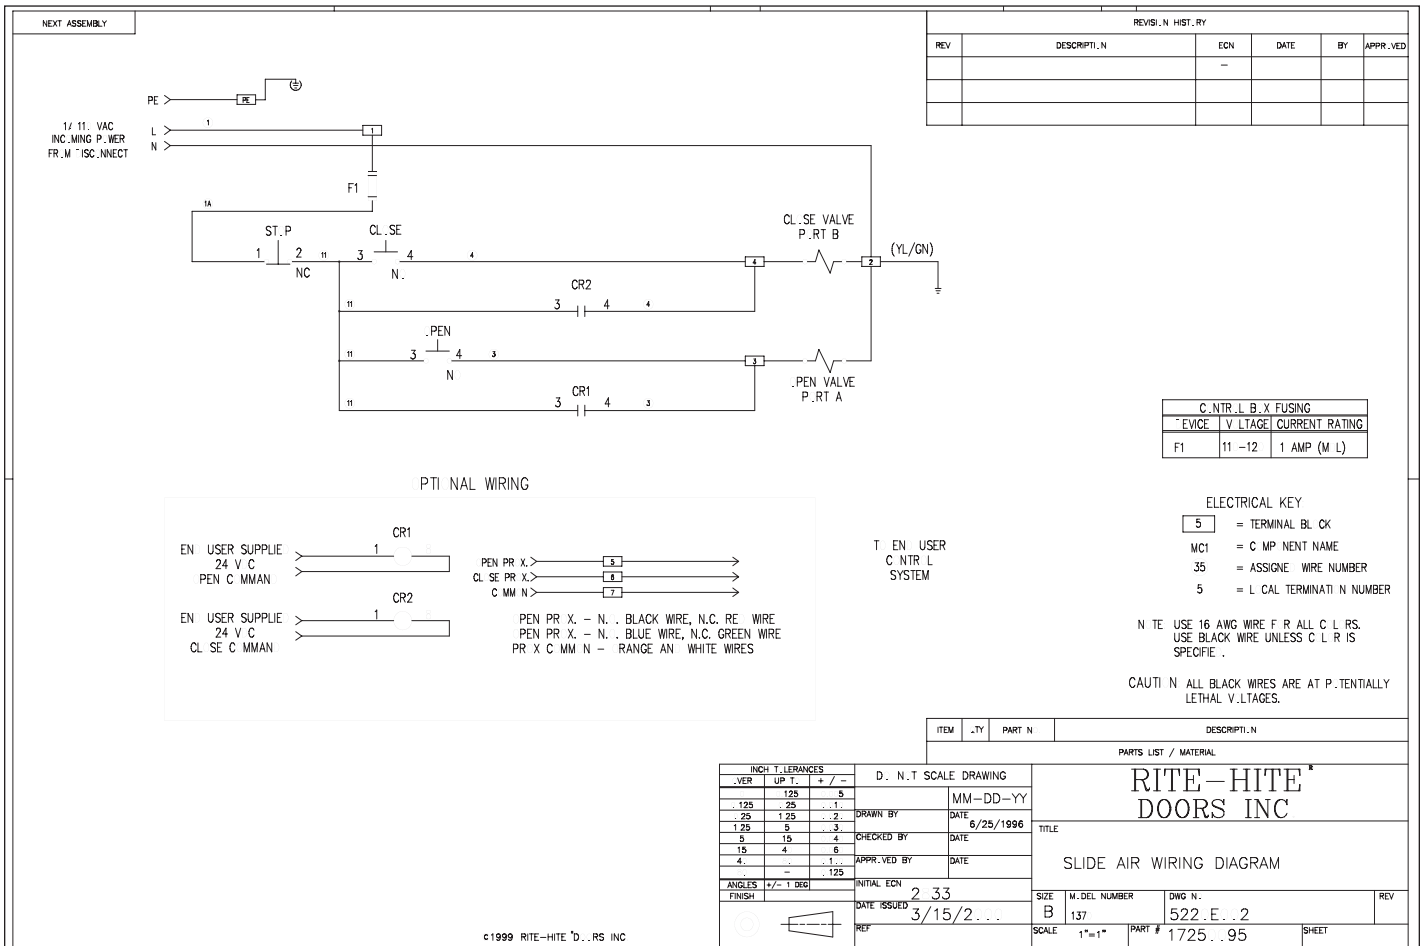 NEXT ASSEMBLY
REVISI.N HIST.RY
REV DESCRIPTI.N ECN DATE BY APPR.VED
–
PE PE
1/ 11. VAC
INC.MING P.WER
FR.M ISC.NNECT
L 1 1
N
F1
1A
ST.P
1 2 11
NC
CL.SE
3 4 4 4
N.
CL.SE VALVE
P.RT B
2 (YL/GN)
CR2
11 3 4 4
.PEN
11 3 4 3 3
N
.PEN VALVE
P.RT A
CR1
11 3 4 3
C.NTR.L B.X FUSING
EVICE V LTAGE CURRENT RATING
F1 11 -12 1 AMP (M L)
PTI NAL WIRING
CR1
EN USER SUPPLIE 1
24 V C
PEN C MMAN
CR2
EN USER SUPPLIE 1
24 V C
CL SE C MMAN
PEN PR X. 5
CL SE PR X. 6
C MM N 7
PEN PR X. – N. . BLACK WIRE, N.C. RE WIRE
PEN PR X. – N. . BLUE WIRE, N.C. GREEN WIRE
PR X C MM N – RANGE AN WHITE WIRES
T EN USER
C NTR L
SYSTEM
ELECTRICAL KEY
5 = TERMINAL BL CK
MC1 = C MP NENT NAME
35 = ASSIGNE WIRE NUMBER
5 = L CAL TERMINATI N NUMBER
N TE USE 16 AWG WIRE F R ALL C L RS.
USE BLACK WIRE UNLESS C L R IS
SPECIFIE .
CAUTI N ALL BLACK WIRES ARE AT P.TENTIALLY
LETHAL V.LTAGES.
ITEM .TY PART N DESCRIPTI.N
PARTS LIST / MATERIAL
INCH T.LERANCES
.VER UP T. + / –
125 5
.125 .25 ..1.
.25 1 25 ..2.
1 25 5 ..3.
5 15 4
15 4 6
4. . .1..
. – .125
ANGLES +/– 1 DEG
FINISH
D. N.T SCALE DRAWING
MM–DD–YY
DRAWN BY DATE
6/25/1996
CHECKED BY DATE
APPR.VED BY DATE
INITIAL ECN
2 33
DATE ISSUED 3/15/2...
REF
RITE–HITE®
DOORS INC
TITLE
SLIDE AIR WIRING DIAGRAM
SIZE M.DEL NUMBER DWG N. REV
B 137 522.E..2
SCALE 1"=1" PART # 1725..95 SHEET
©1999 RITE–HITE D..RS INC